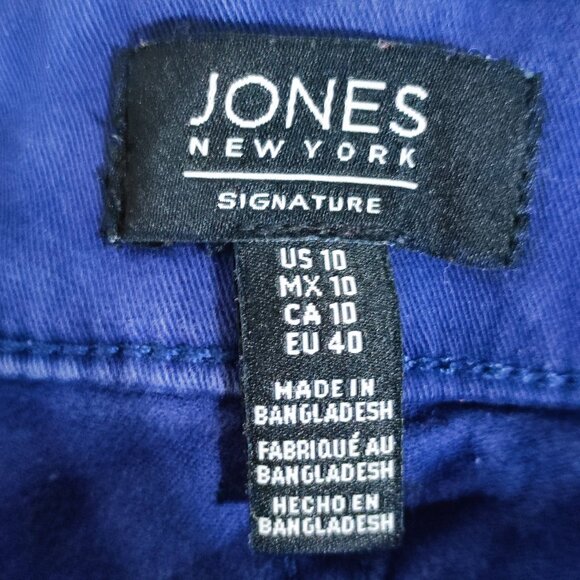 JONES
NEW YORK
SIGNATURE
US 10
MX 10
CA 10
EU 40
MADE IN
BANGLADESH
FABRIQUÉ AU
BANGLADESH
HECHO EN
BANGLADESH